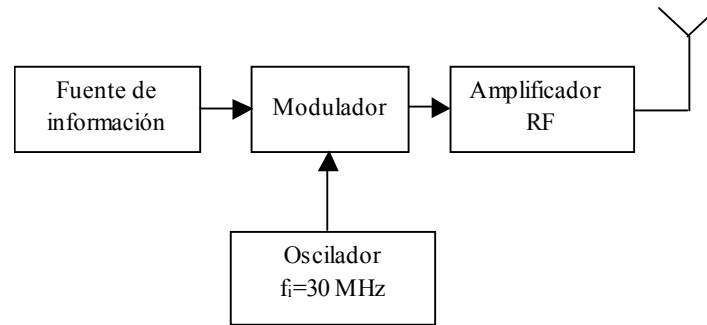 Fuente de
información
Modulador
Amplificador
RF
Oscilador
fᵢ=30 MHz